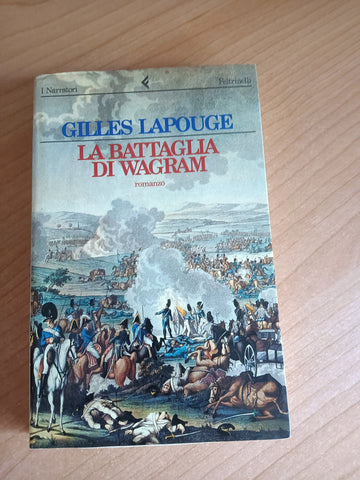 I Narratori
Feltrinelli
GILLES LAPOUGE
LA BATTAGLIA
DI WAGRAM
romanzo